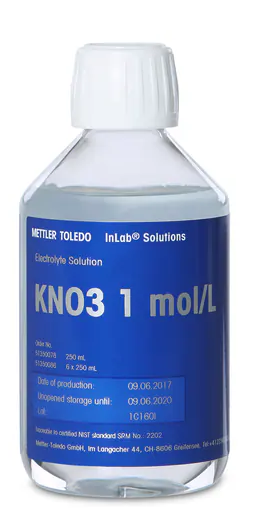 METTLER TOLEDO InLab® Solutions
Electrolyte Solution
KNO3 1 mol/L
Order No.
51350078 250 mL
51350086 6 x 250 mL
Date of production: 09.06.2017
Unopened storage until: 09.06.2020
Lot: 1C160I
traceable to certified NIST standard SRM No.: 2202
Mettler-Toledo GmbH, Im Langacher 44, CH-8606 Greifensee, Tel